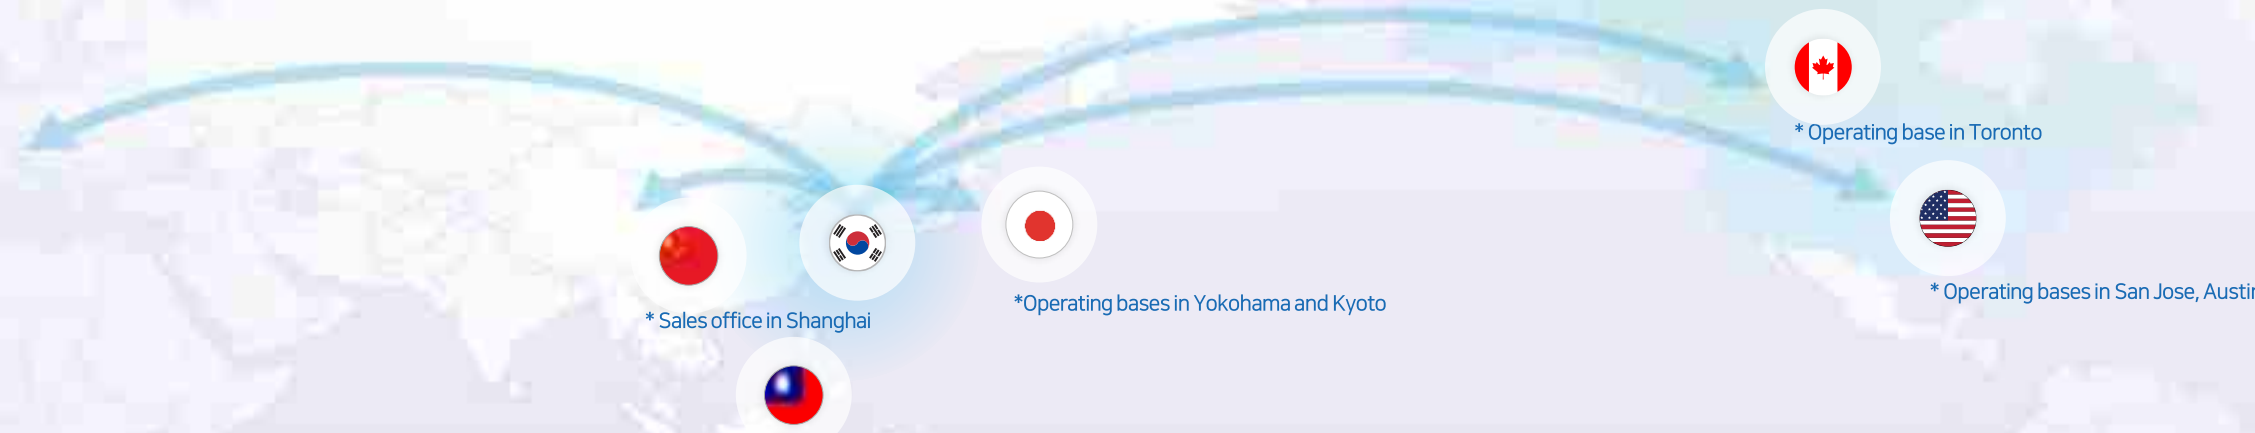 * Operating base in Toronto
* Operating bases in San Jose,
*Operating bases in Yokohama and Kyoto
* Sales office in Shanghai